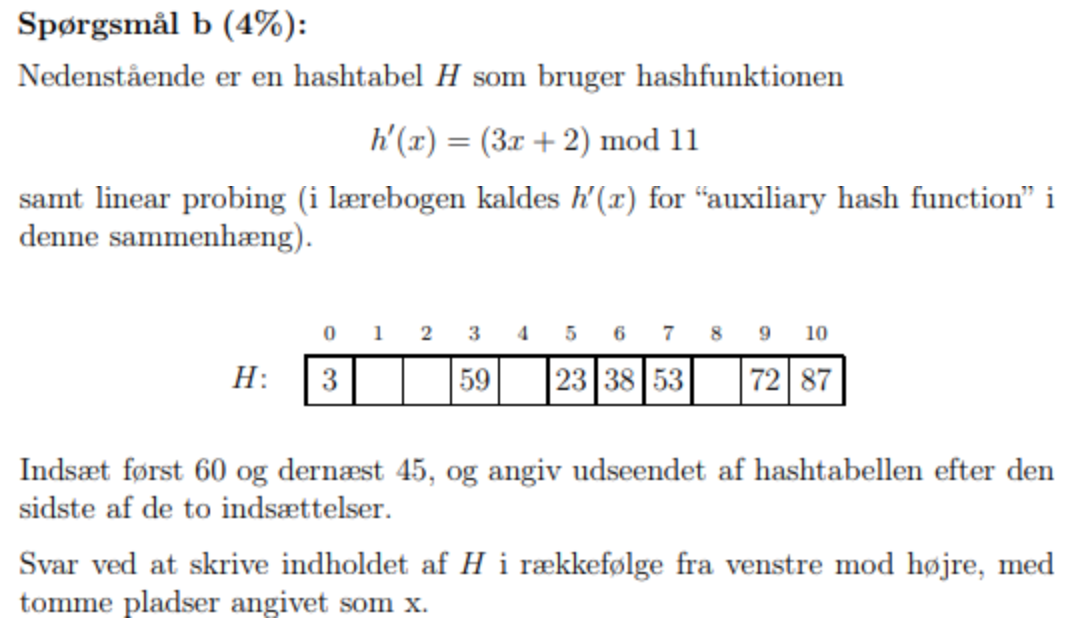 Spørgsmål b (4%):
Nedenstående er en hashtabel H som bruger hashfunktionen
h′(x) = (3x + 2) mod 11
samt linear probing (i lærebogen kaldes h′(x) for “auxiliary hash function” i
denne sammenhæng).
0 1 2 3 4 5 6 7 8 9 10
H: 3 59 23 38 53 72 87
Indsæt først 60 og dernæst 45, og angiv udseendet af hashtabellen efter den
sidste af de to indsættelser.
Svar ved at skrive indholdet af H i rækkefølge fra venstre mod højre, med
tomme pladser angivet som x.